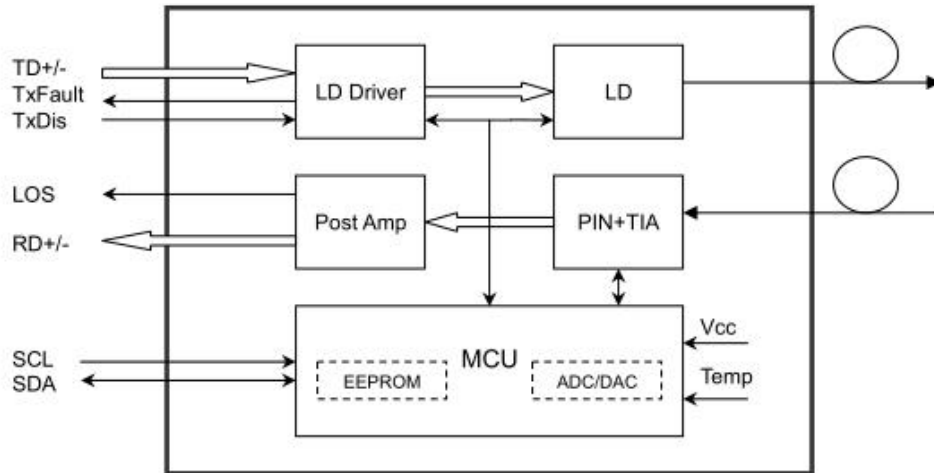 TD+/-
TxFault
TxDis
LD Driver
LD
LOS
RD+/-
Post Amp
PIN+TIA
SCL
SDA
MCU
EEPROM
ADC/DAC
Vcc
Temp